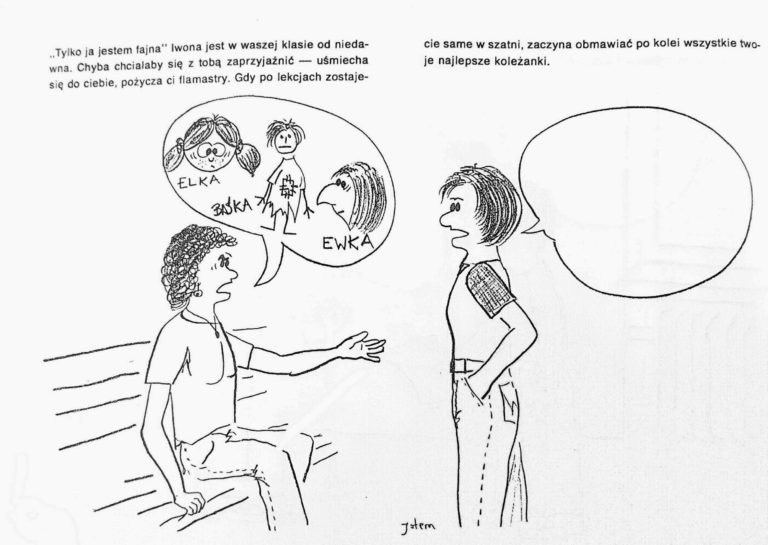 „Tylko ja jestem fajna” Iwona jest w waszej klasie od nieda-
wna. Chyba chciałaby się z tobą zaprzyjaźnić — uśmiecha
się do ciebie, pożycza ci flamastry. Gdy po lekcjach zostaje-
cie same w szatni, zaczyna obmawiać po kolei wszystkie two-
je najlepsze koleżanki.
ELKA
BAŚKA
EWKA
Jotem